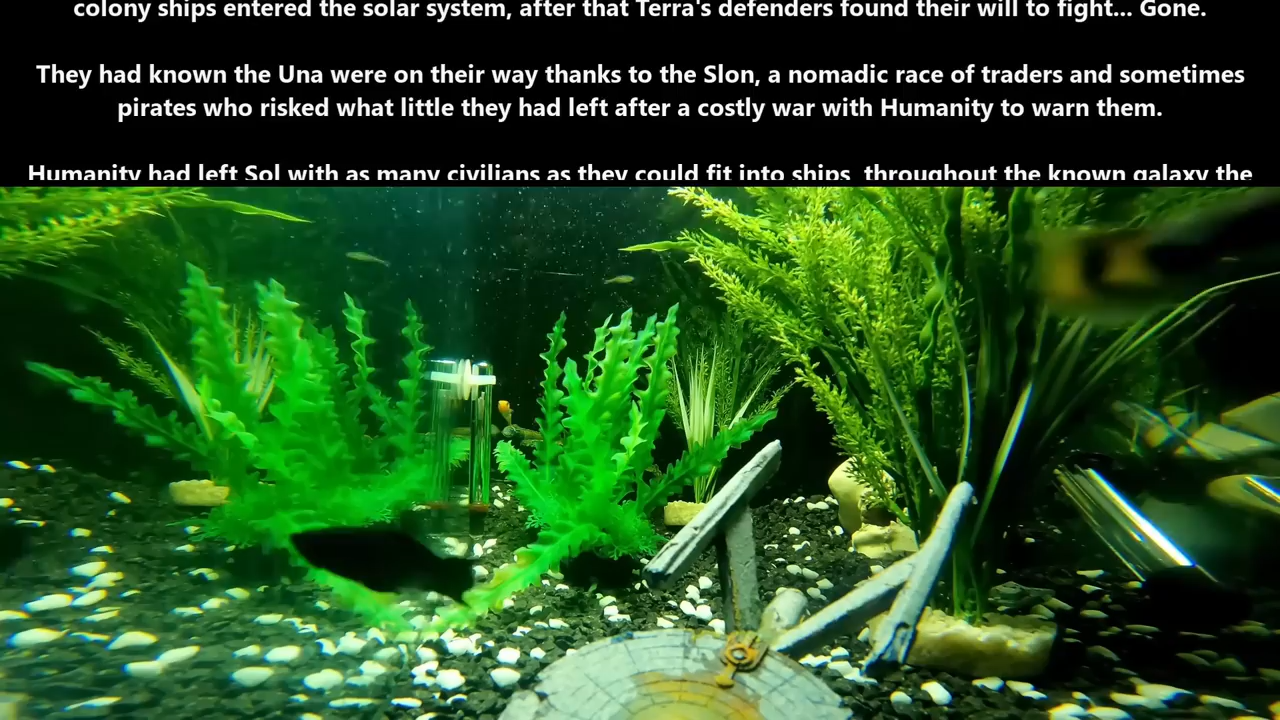 colony ships entered the solar system, after that Terra's defenders found their will to fight... Gone.
They had known the Una were on their way thanks to the Slon, a nomadic race of traders and sometimes
pirates who risked what little they had left after a costly war with Humanity to warn them.
Humanity had left Sol with as many civilians as they could fit into ships, throughout the known galaxy the